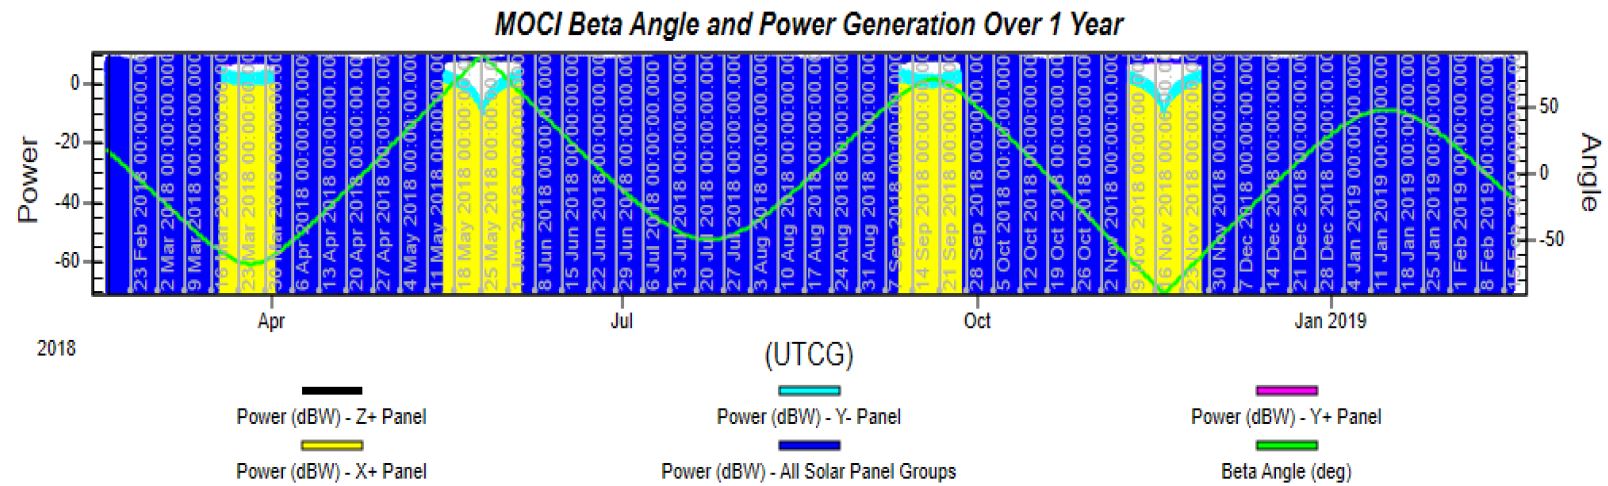 MOCI Beta Angle and Power Generation Over 1 Year
Power
0
-20
-40
-60
50
0
-50
Angle
23 Feb 2018 00:00:00.000
2 Mar 2018 00:00:00.000
9 Mar 2018 00:00:00.000
16 Mar 2018 00:00:00.000
23 Mar 2018 00:00:00.000
30 Mar 2018 00:00:00.000
6 Apr 2018 00:00:00.000
13 Apr 2018 00:00:00.000
20 Apr 2018 00:00:00.000
27 Apr 2018 00:00:00.000
4 May 2018 00:00:00.000
11 May 2018 00:00:00.000
18 May 2018 00:00:00.000
25 May 2018 00:00:00.000
1 Jun 2018 00:00:00.000
8 Jun 2018 00:00:00.000
15 Jun 2018 00:00:00.000
22 Jun 2018 00:00:00.000
29 Jun 2018 00:00:00.000
6 Jul 2018 00:00:00.000
13 Jul 2018 00:00:00.000
20 Jul 2018 00:00:00.000
27 Jul 2018 00:00:00.000
3 Aug 2018 00:00:00.000
10 Aug 2018 00:00:00.000
17 Aug 2018 00:00:00.000
24 Aug 2018 00:00:00.000
31 Aug 2018 00:00:00.000
7 Sep 2018 00:00:00.000
14 Sep 2018 00:00:00.000
21 Sep 2018 00:00:00.000
28 Sep 2018 00:00:00.000
5 Oct 2018 00:00:00.000
12 Oct 2018 00:00:00.000
19 Oct 2018 00:00:00.000
26 Oct 2018 00:00:00.000
2 Nov 2018 00:00:00.000
9 Nov 2018 00:00:00.000
16 Nov 2018 00:00:00.000
23 Nov 2018 00:00:00.000
30 Nov 2018 00:00:00.000
7 Dec 2018 00:00:00.000
14 Dec 2018 00:00:00.000
21 Dec 2018 00:00:00.000
28 Dec 2018 00:00:00.000
4 Jan 2019 00:00:00.000
11 Jan 2019 00:00:00.000
18 Jan 2019 00:00:00.000
25 Jan 2019 00:00:00.000
1 Feb 2019 00:00:00.000
8 Feb 2019 00:00:00.000
15 Feb 2019 00:00:00.000
Apr
Jul
Oct
Jan 2019
2018
(UTCG)
Power (dBW) - Z+ Panel
Power (dBW) - Y- Panel
Power (dBW) - Y+ Panel
Power (dBW) - X+ Panel
Power (dBW) - All Solar Panel Groups
Beta Angle (deg)